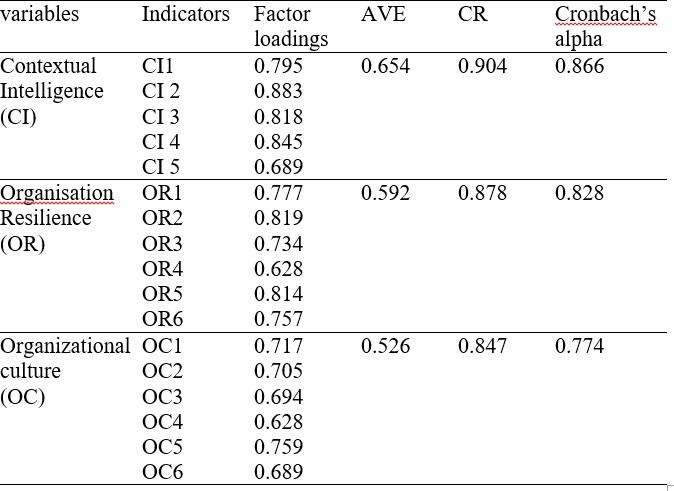 variables Indicators Factor AVE CR Cronbach’s
loadings alpha
Contextual CI1 0.795 0.654 0.904 0.866
Intelligence CI 2 0.883
(CI) CI 3 0.818
CI 4 0.845
CI 5 0.689
Organisation OR1 0.777 0.592 0.878 0.828
Resilience OR2 0.819
(OR) OR3 0.734
OR4 0.628
OR5 0.814
OR6 0.757
Organizational OC1 0.717 0.526 0.847 0.774
culture OC2 0.705
(OC) OC3 0.694
OC4 0.628
OC5 0.759
OC6 0.689